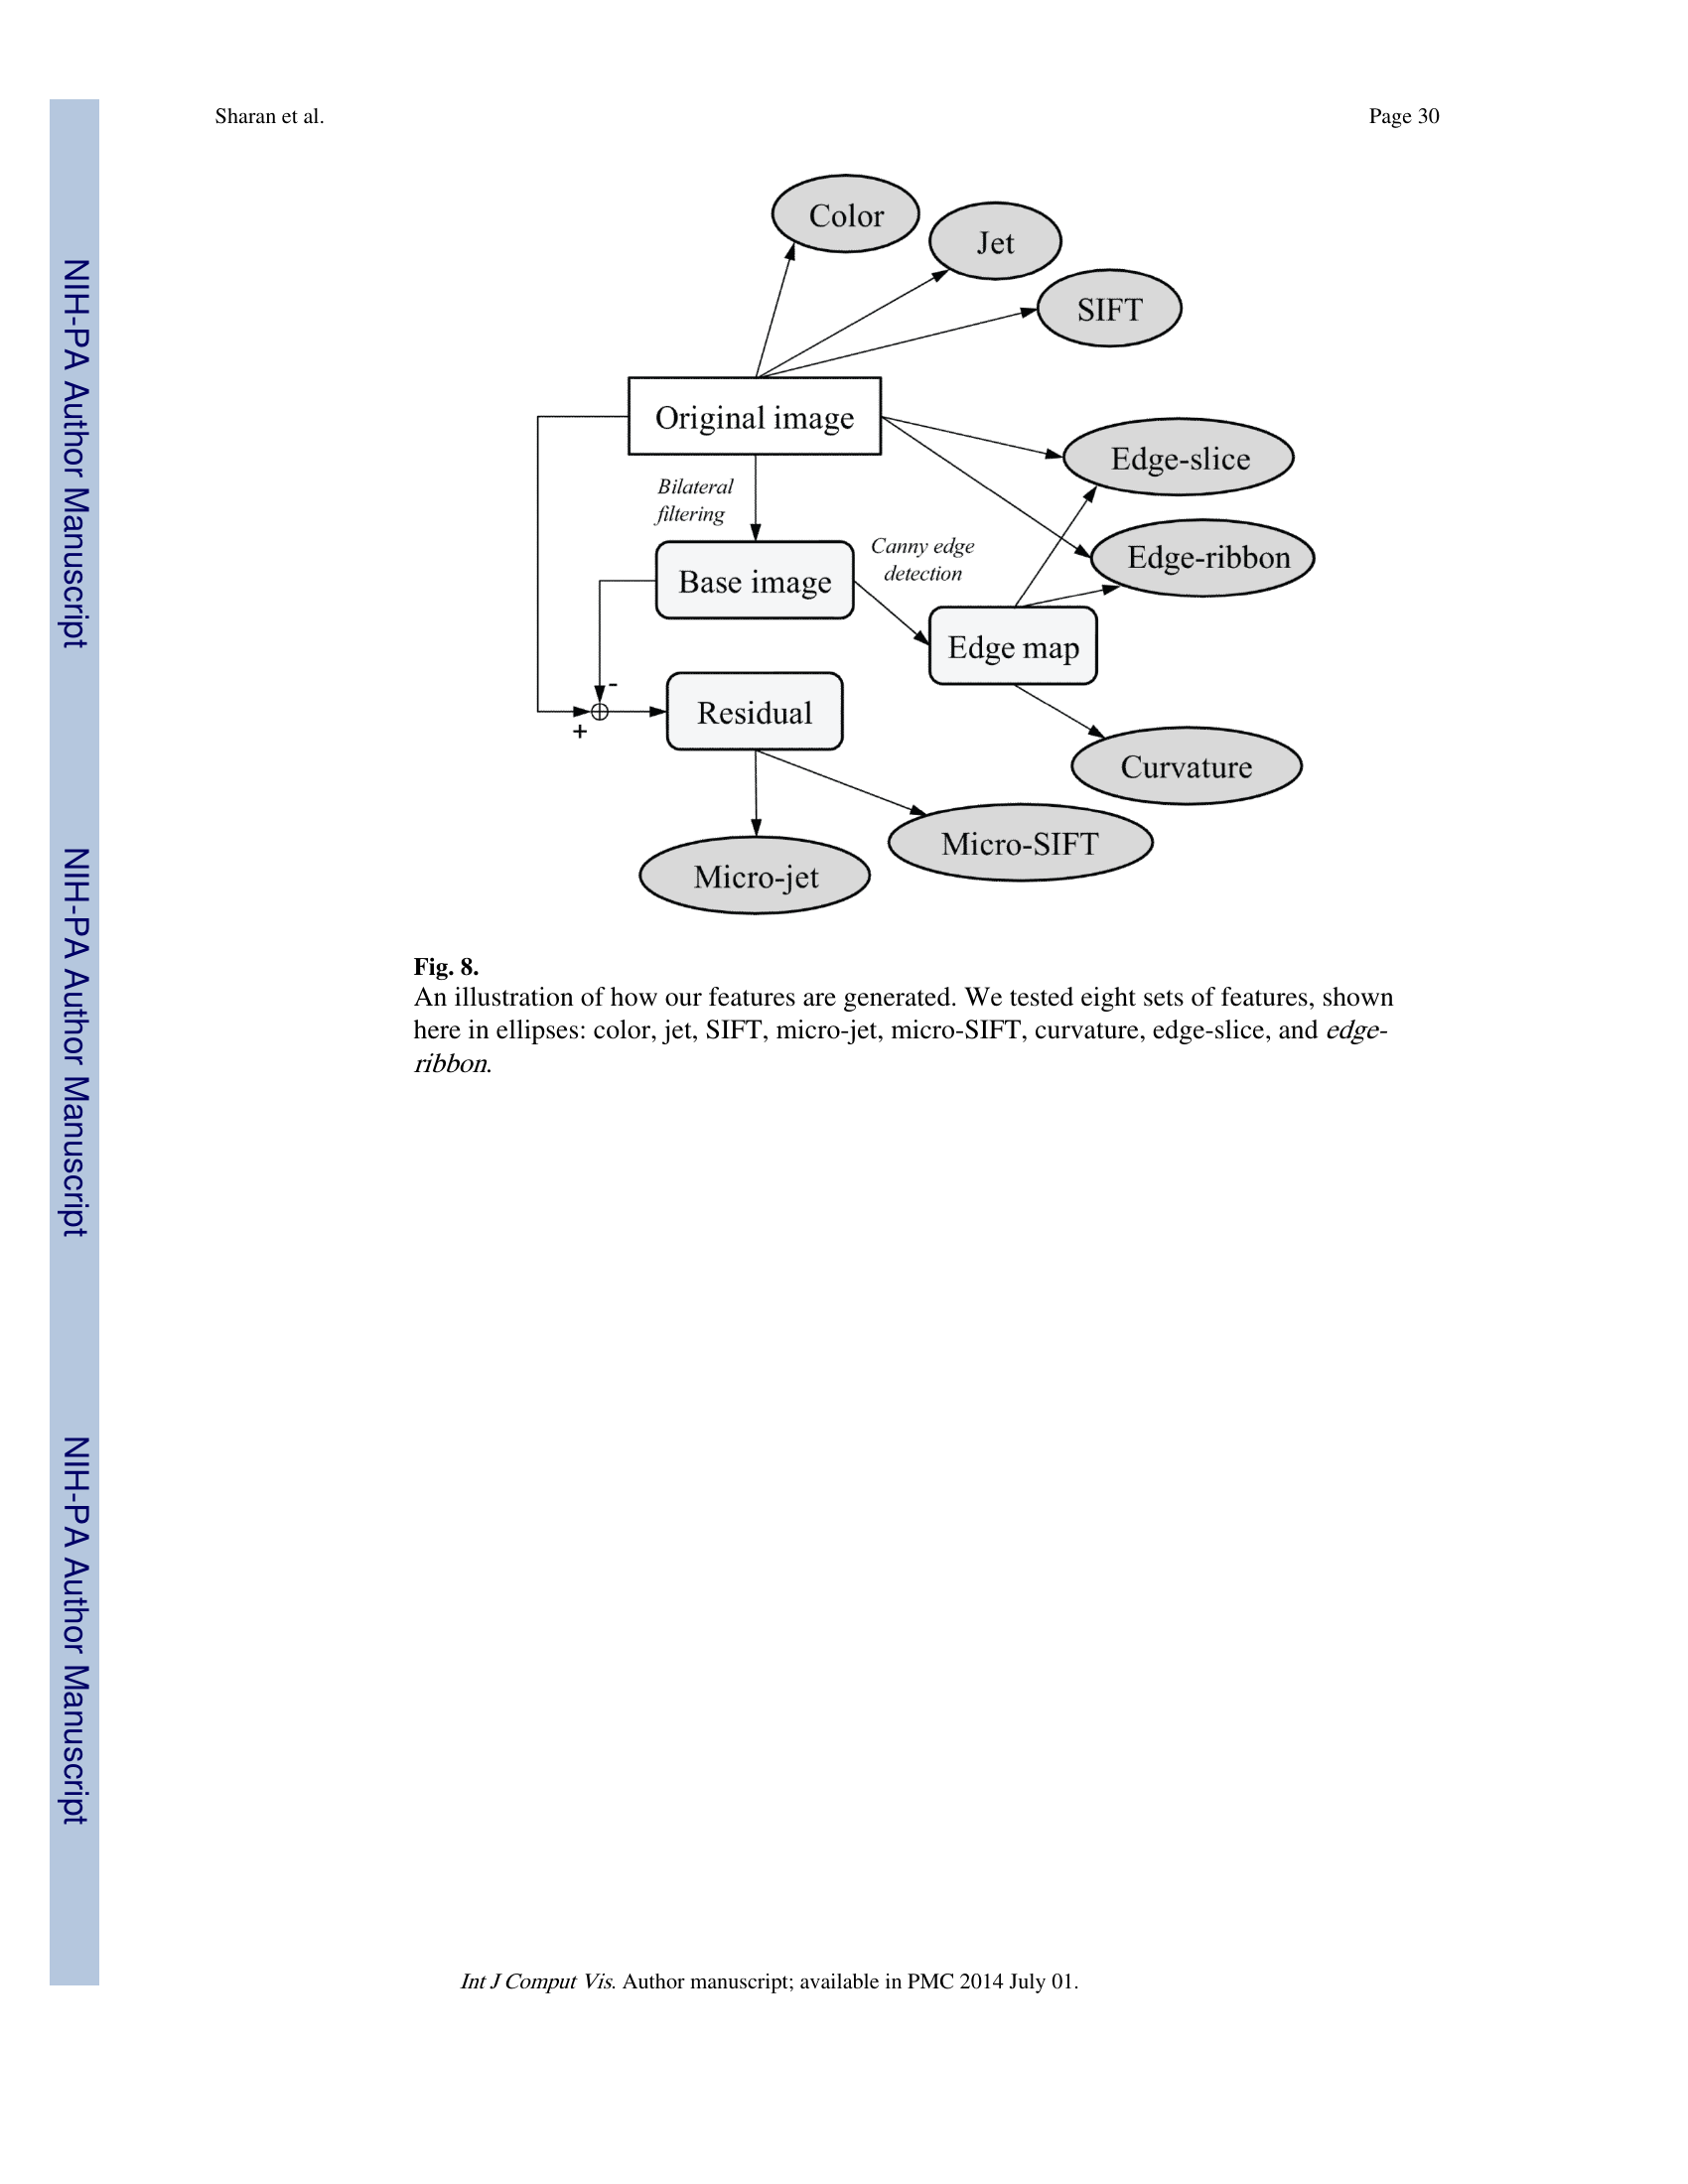 Sharan et al.
Page 30
NIH-PA Author Manuscript
NIH-PA Author Manuscript
NIH-PA Author Manuscript
Color
Jet
SIFT
Original image
Edge-slice
Bilateral
filtering
Canny edge
detection
Edge-ribbon
Base image
Edge map
-
+
Residual
Curvature
Micro-SIFT
Micro-jet
Fig. 8.
An illustration of how our features are generated. We tested eight sets of features, shown
here in ellipses: color, jet, SIFT, micro-jet, micro-SIFT, curvature, edge-slice, and edge-
ribbon.
Int J Comput Vis. Author manuscript; available in PMC 2014 July 01.